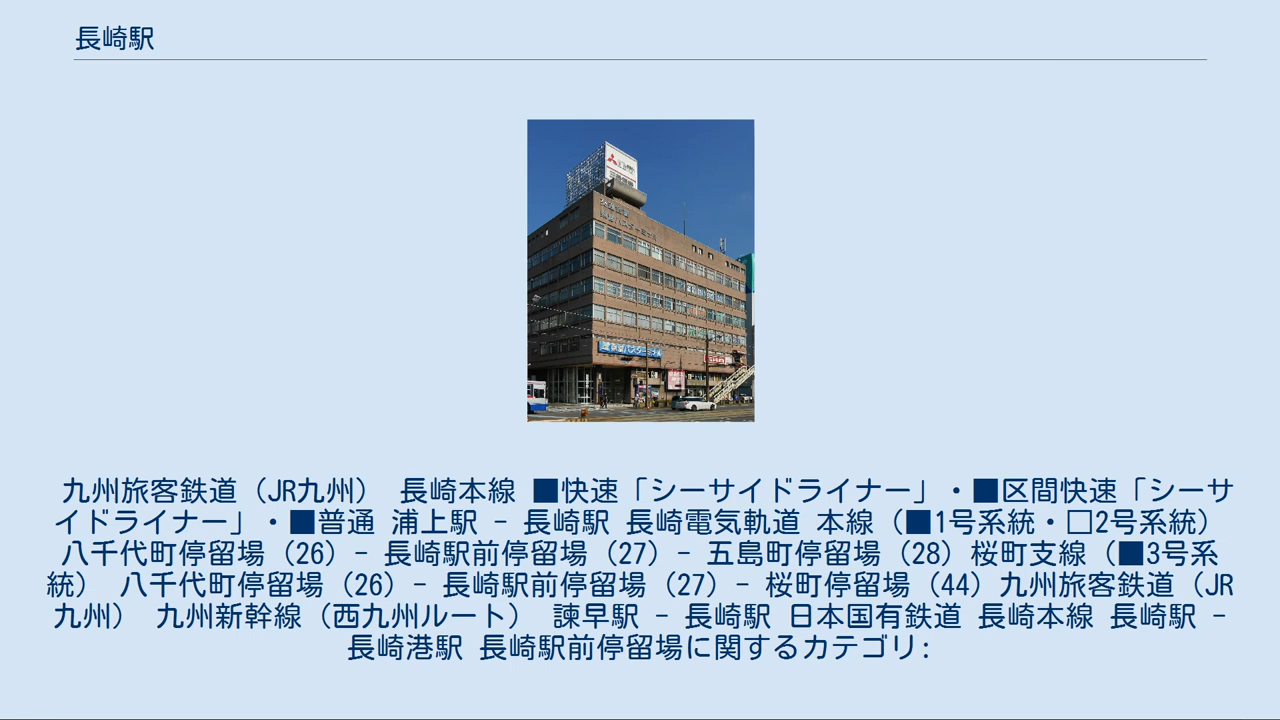 長崎駅
九州旅客鉄道（JR九州） 長崎本線 ■快速「シーサイドライナー」・■区間快速「シーサ
イドライナー」・■普通 浦上駅 - 長崎駅 長崎電気軌道 本線（■1号系統・□2号系統）
八千代町停留場（26）- 長崎駅前停留場（27）- 五島町停留場（28）桜町支線（■3号系
統） 八千代町停留場（26）- 長崎駅前停留場（27）- 桜町停留場（44）九州旅客鉄道（JR
九州） 九州新幹線（西九州ルート） 諫早駅 - 長崎駅 日本国有鉄道 長崎本線 長崎駅 -
長崎港駅 長崎駅前停留場に関するカテゴリ: